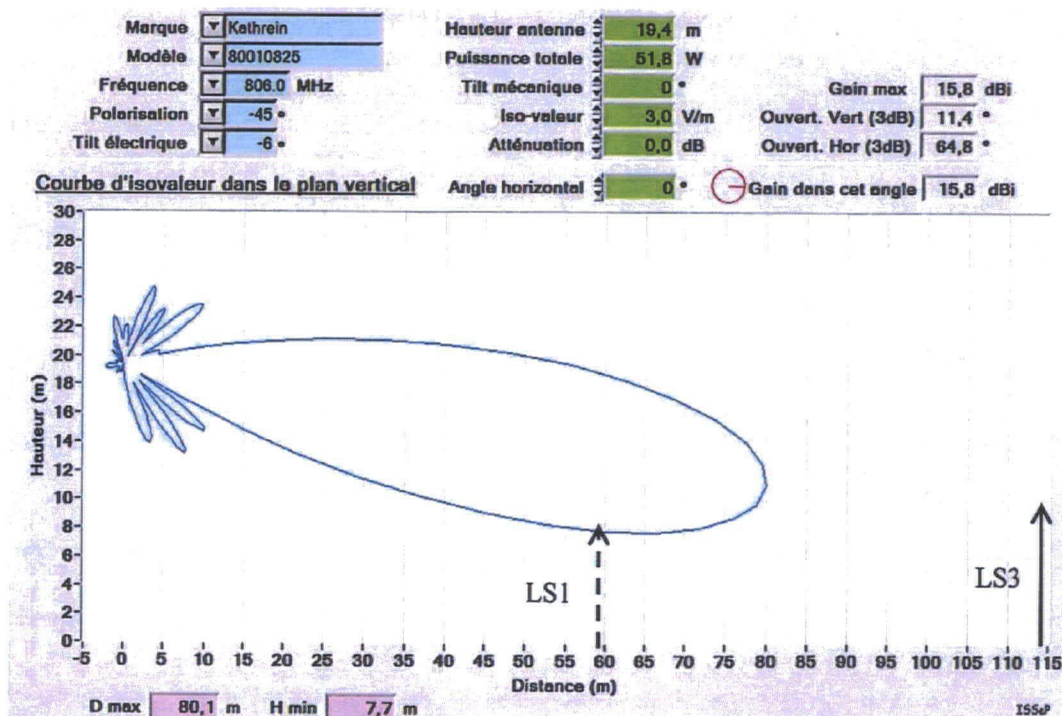 Marque Kathrein Hauteur antenne 19,4 m
Modèle 80010825 Puissance totale 51,8 W
Fréquence 806.0 MHz Tilt mécanique 0 ° Gain max 15,8 dBi
Polarisation -45 ° Iso-valeur 3,0 V/m Ouvert. Vert (3dB) 11,4 °
Tilt électrique -6 ° Atténuation 0,0 dB Ouvert. Hor (3dB) 64,8 °
Courbe d'isovaleur dans le plan vertical Angle horizontal 0 ° Gain dans cet angle 15,8 dBi
30
28
26
24
22
20
18
16
14
12
10
8
6
4
2
0
Hauteur (m)
LS1
LS3
-5 0 5 10 15 20 25 30 35 40 45 50 55 59 65 70 75 80 85 90 95 100 105 110 115
Distance (m)
D max 80,1 m H min 7,7 m
ISSeP